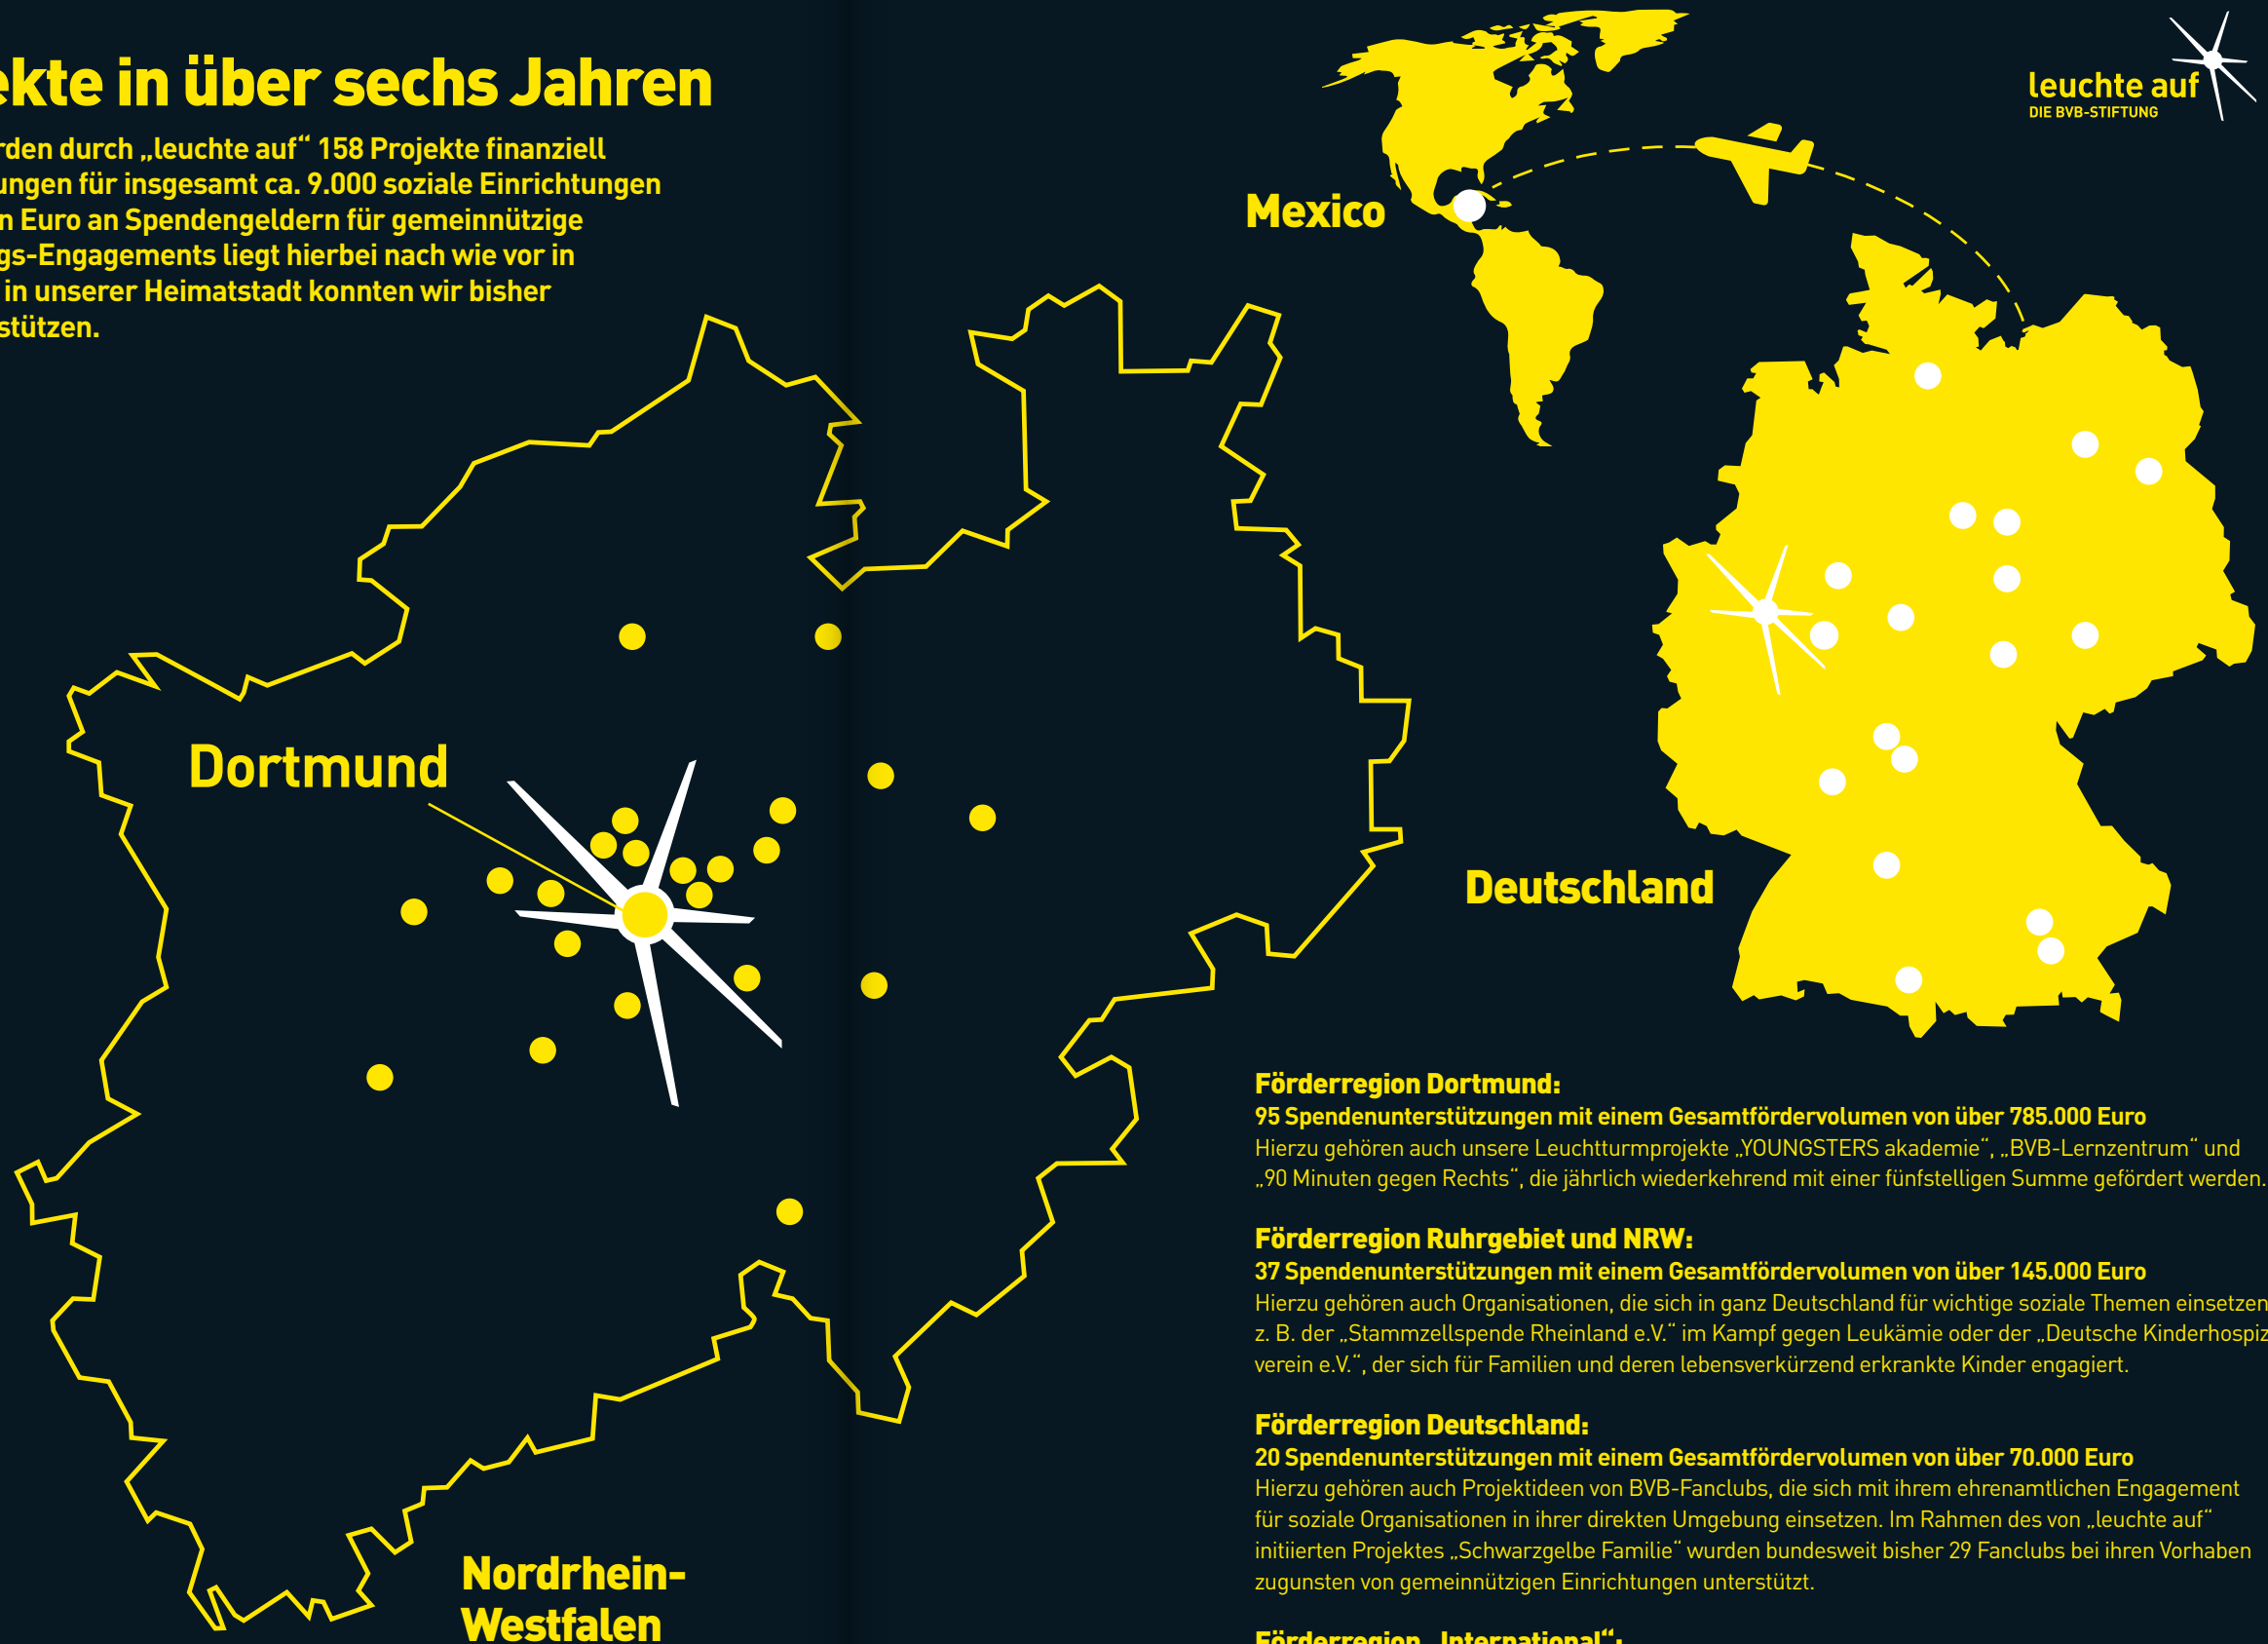 ekte in über sechs Jahren
rden durch „leuchte auf“ 158 Projekte finanziell
ungen für insgesamt ca. 9.000 soziale Einrichtungen
n Euro an Spendengeldern für gemeinnützige
gs-Engagements liegt hierbei nach wie vor in
in unserer Heimatstadt konnten wir bisher
stützen.
leuchte auf
DIE BVB-STIFTUNG
Mexico
Dortmund
Deutschland
Förderregion Dortmund:
95 Spendenunterstützungen mit einem Gesamtfördervolumen von über 785.000 Euro
Hierzu gehören auch unsere Leuchtturmprojekte „YOUNGSTERS akademie“, „BVB-Lernzentrum“ und
„90 Minuten gegen Rechts“, die jährlich wiederkehrend mit einer fünfstelligen Summe gefördert werden.
Förderregion Ruhrgebiet und NRW:
37 Spendenunterstützungen mit einem Gesamtfördervolumen von über 145.000 Euro
Hierzu gehören auch Organisationen, die sich in ganz Deutschland für wichtige soziale Themen einsetzen
z. B. der „Stammzellspende Rheinland e.V.“ im Kampf gegen Leukämie oder der „Deutsche Kinderhospiz
verein e.V.“, der sich für Familien und deren lebensverkürzend erkrankte Kinder engagiert.
Förderregion Deutschland:
20 Spendenunterstützungen mit einem Gesamtfördervolumen von über 70.000 Euro
Hierzu gehören auch Projektideen von BVB-Fanclubs, die sich mit ihrem ehrenamtlichen Engagement
für soziale Organisationen in ihrer direkten Umgebung einsetzen. Im Rahmen des von „leuchte auf“
initiierten Projektes „Schwarzgelbe Familie“ wurden bundesweit bisher 29 Fanclubs bei ihren Vorhaben
zugunsten von gemeinnützigen Einrichtungen unterstützt.
Nordrhein-
Westfalen
Förderregion „International“: